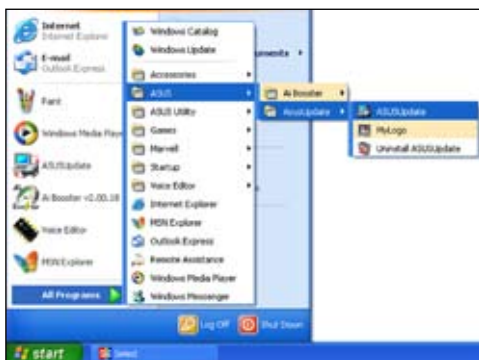 Internet
Internet Explorer
E-mail
Outlook Express
Paint
Windows Media Player
ASUSUpdate
Ai Booster v2.00.18
Voice Editor
MSN Explorer
All Programs
Windows Catalog
Windows Update
Accessories
ASUS
ASUS Utility
Games
Marvell
Startup
Voice Editor
Internet Explorer
MSN Explorer
Outlook Express
Remote Assistance
Windows Media Player
Windows Messenger
Ai Booster
AsusUpdate
ASUSUpdate
MyLogo
Uninstall ASUSUpdate
Log Off
Shut Down
start